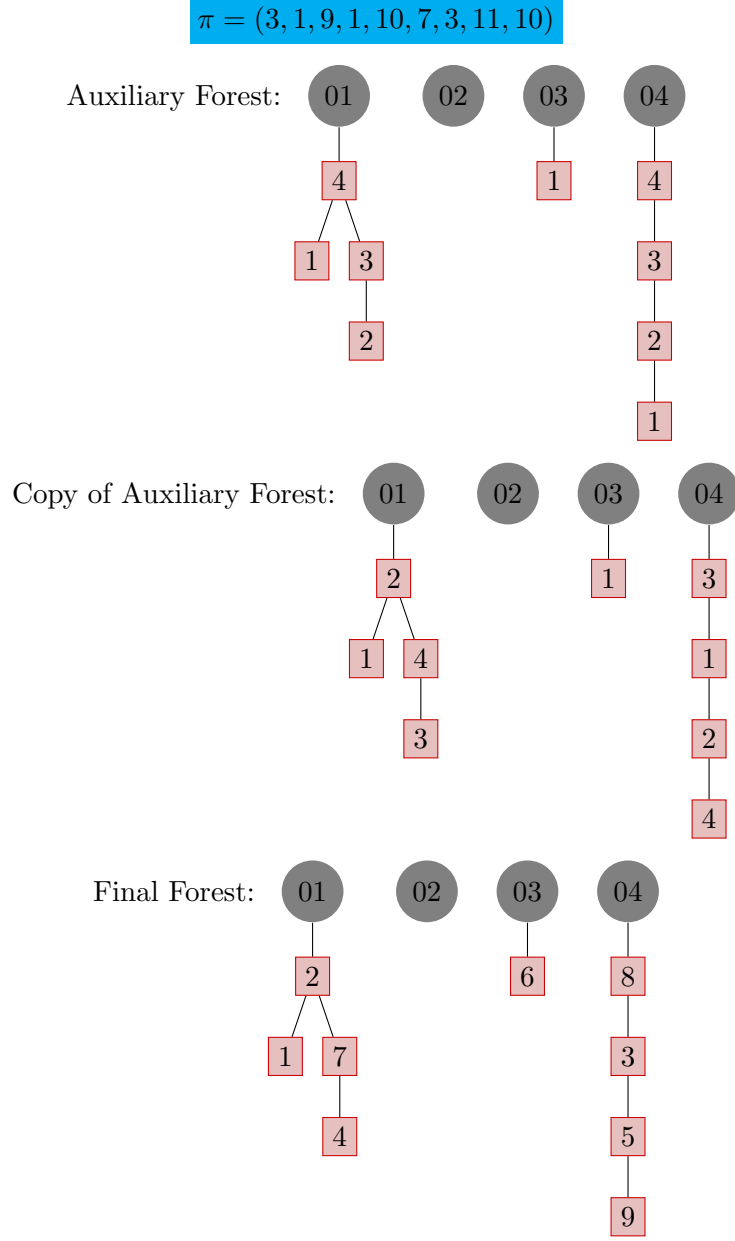 π = (3, 1, 9, 1, 10, 7, 3, 11, 10)
Auxiliary Forest: 01 02 03 04
4 1 4
1 3 3
2 2
1
Copy of Auxiliary Forest: 01 02 03 04
2 1 3
1 4 1
3 2
4
Final Forest: 01 02 03 04
2 6 8
1 7 3
4 5
9